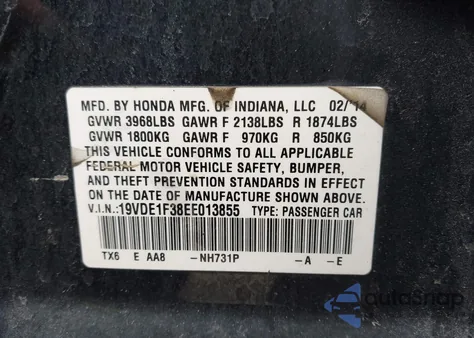 MFD. BY HONDA MFG. OF INDIANA, LLC 02/'14
GVWR 3968LBS GAWR F 2138LBS R 1874LBS
GVWR 1800KG GAWR F 970KG R 850KG
THIS VEHICLE CONFORMS TO ALL APPLICABLE
FEDERAL MOTOR VEHICLE SAFETY, BUMPER,
AND THEFT PREVENTION STANDARDS IN EFFECT
ON THE DATE OF MANUFACTURE SHOWN ABOVE.
V.I.N.:19VDE1F38EE013855 TYPE: PASSENGER CAR
TX6 E AA8 -NH731P -A -E
autoSnap